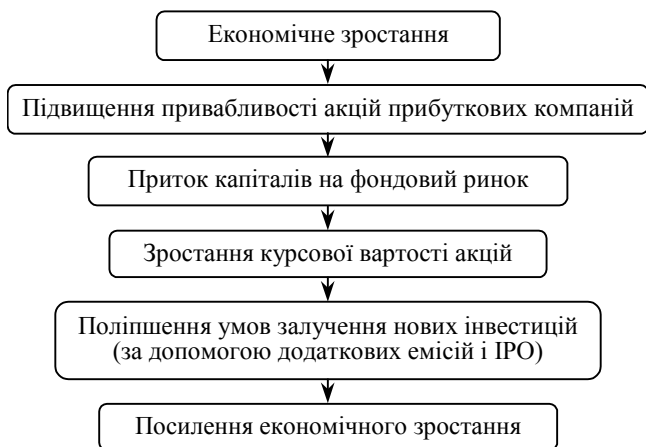 Економічне зростання
Підвищення привабливості акцій прибуткових компаній
Приток капіталів на фондовий ринок
Зростання курсової вартості акцій
Поліпшення умов залучення нових інвестицій
(за допомогою додаткових емісій і IPO)
Посилення економічного зростання